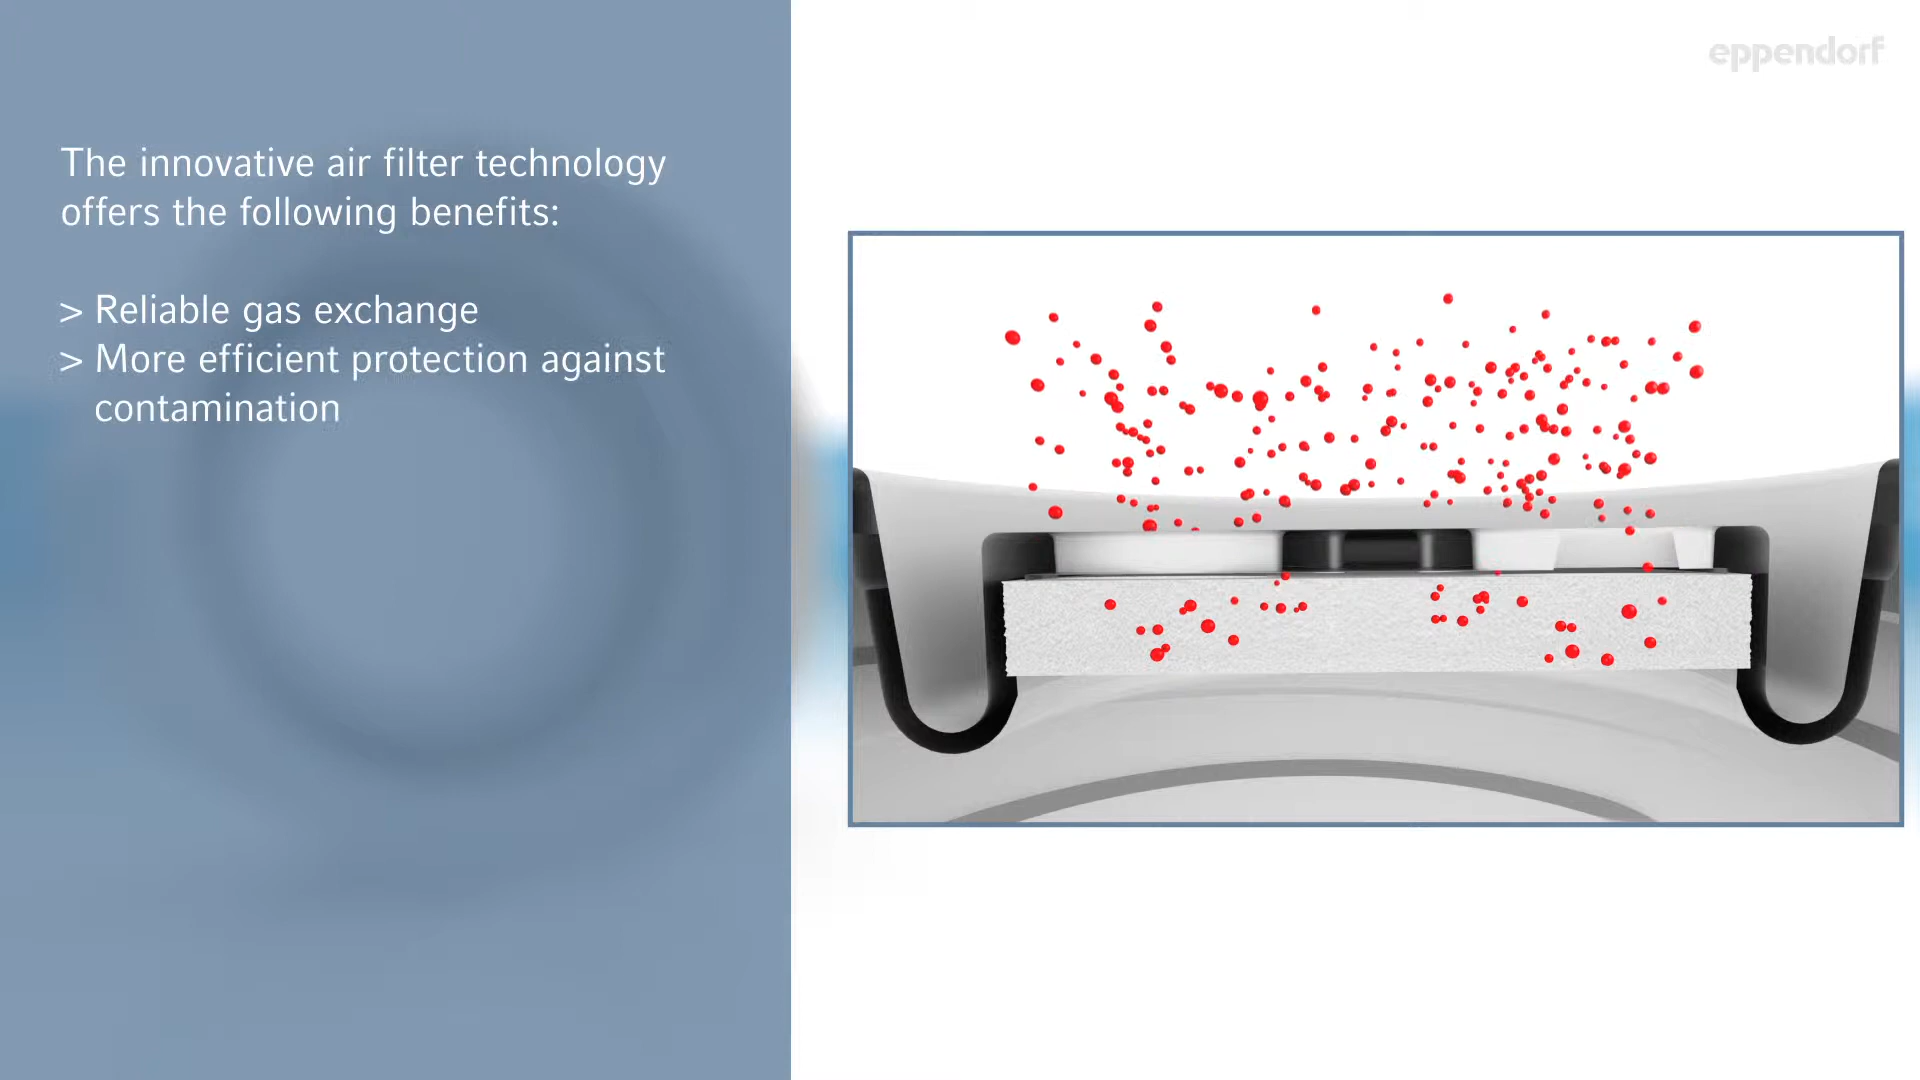 eppendorf
The innovative air filter technology
offers the following benefits:
> Reliable gas exchange
> More efficient protection against
contamination